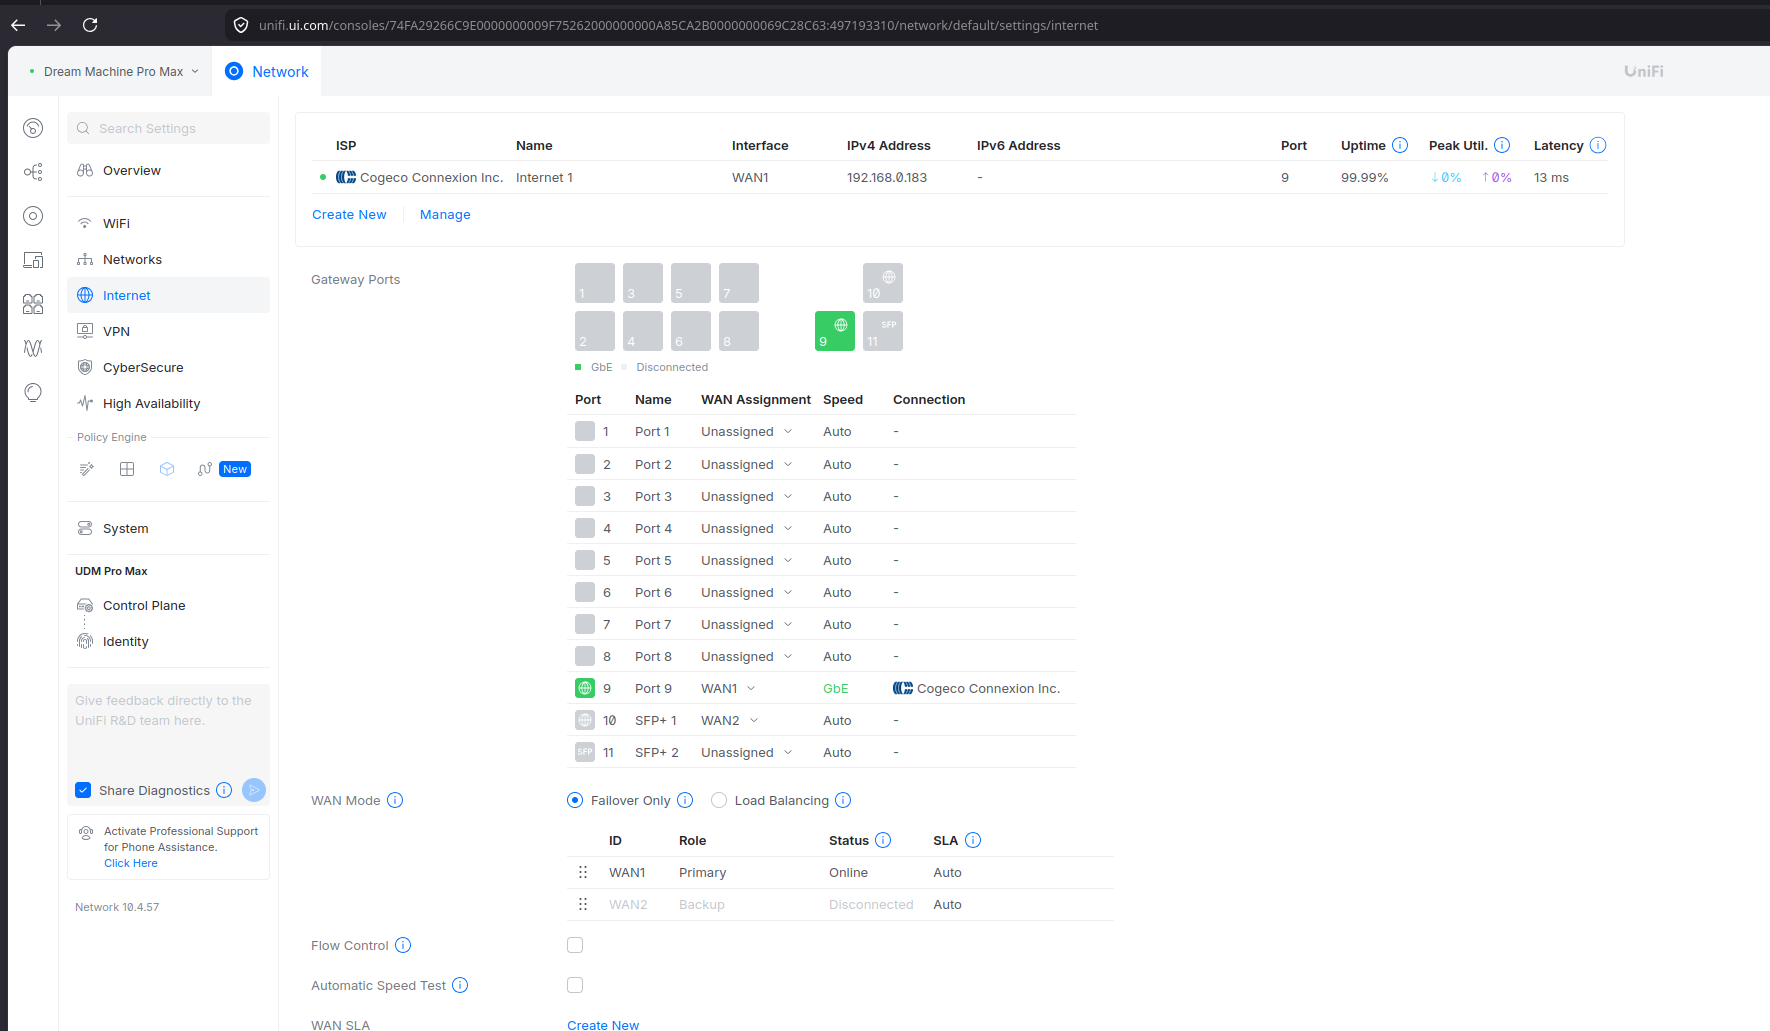 unifi.ui.com/consoles/74FA29266C9E0000000009F75262000000000A85CA2B0000000069C28C63:497193310/network/default/settings/internet
Dream Machine Pro Max
Network
UniFi
Search Settings
Overview
WiFi
Networks
Internet
VPN
CyberSecure
High Availability
Policy Engine
New
System
UDM Pro Max
Control Plane
Identity
Give feedback directly to the
UniFi R&D team here.
Share Diagnostics
Activate Professional Support
for Phone Assistance.
Click Here
Network 10.4.57
ISP Name Interface IPv4 Address IPv6 Address Port Uptime Peak Util. Latency
Cogeco Connexion Inc. Internet 1 WAN1 192.168.0.183 - 9 99.99% ↓0% ↑0% 13 ms
Create New Manage
Gateway Ports
1 3 5 7 10
2 4 6 8 9 SFP 11
GbE Disconnected
Port Name WAN Assignment Speed Connection
1 Port 1 Unassigned Auto -
2 Port 2 Unassigned Auto -
3 Port 3 Unassigned Auto -
4 Port 4 Unassigned Auto -
5 Port 5 Unassigned Auto -
6 Port 6 Unassigned Auto -
7 Port 7 Unassigned Auto -
8 Port 8 Unassigned Auto -
9 Port 9 WAN1 GbE Cogeco Connexion Inc.
10 SFP+ 1 WAN2 Auto -
SFP 11 SFP+ 2 Unassigned Auto -
WAN Mode Failover Only Load Balancing
ID Role Status SLA
WAN1 Primary Online Auto
WAN2 Backup Disconnected Auto
Flow Control
Automatic Speed Test
WAN SLA Create New